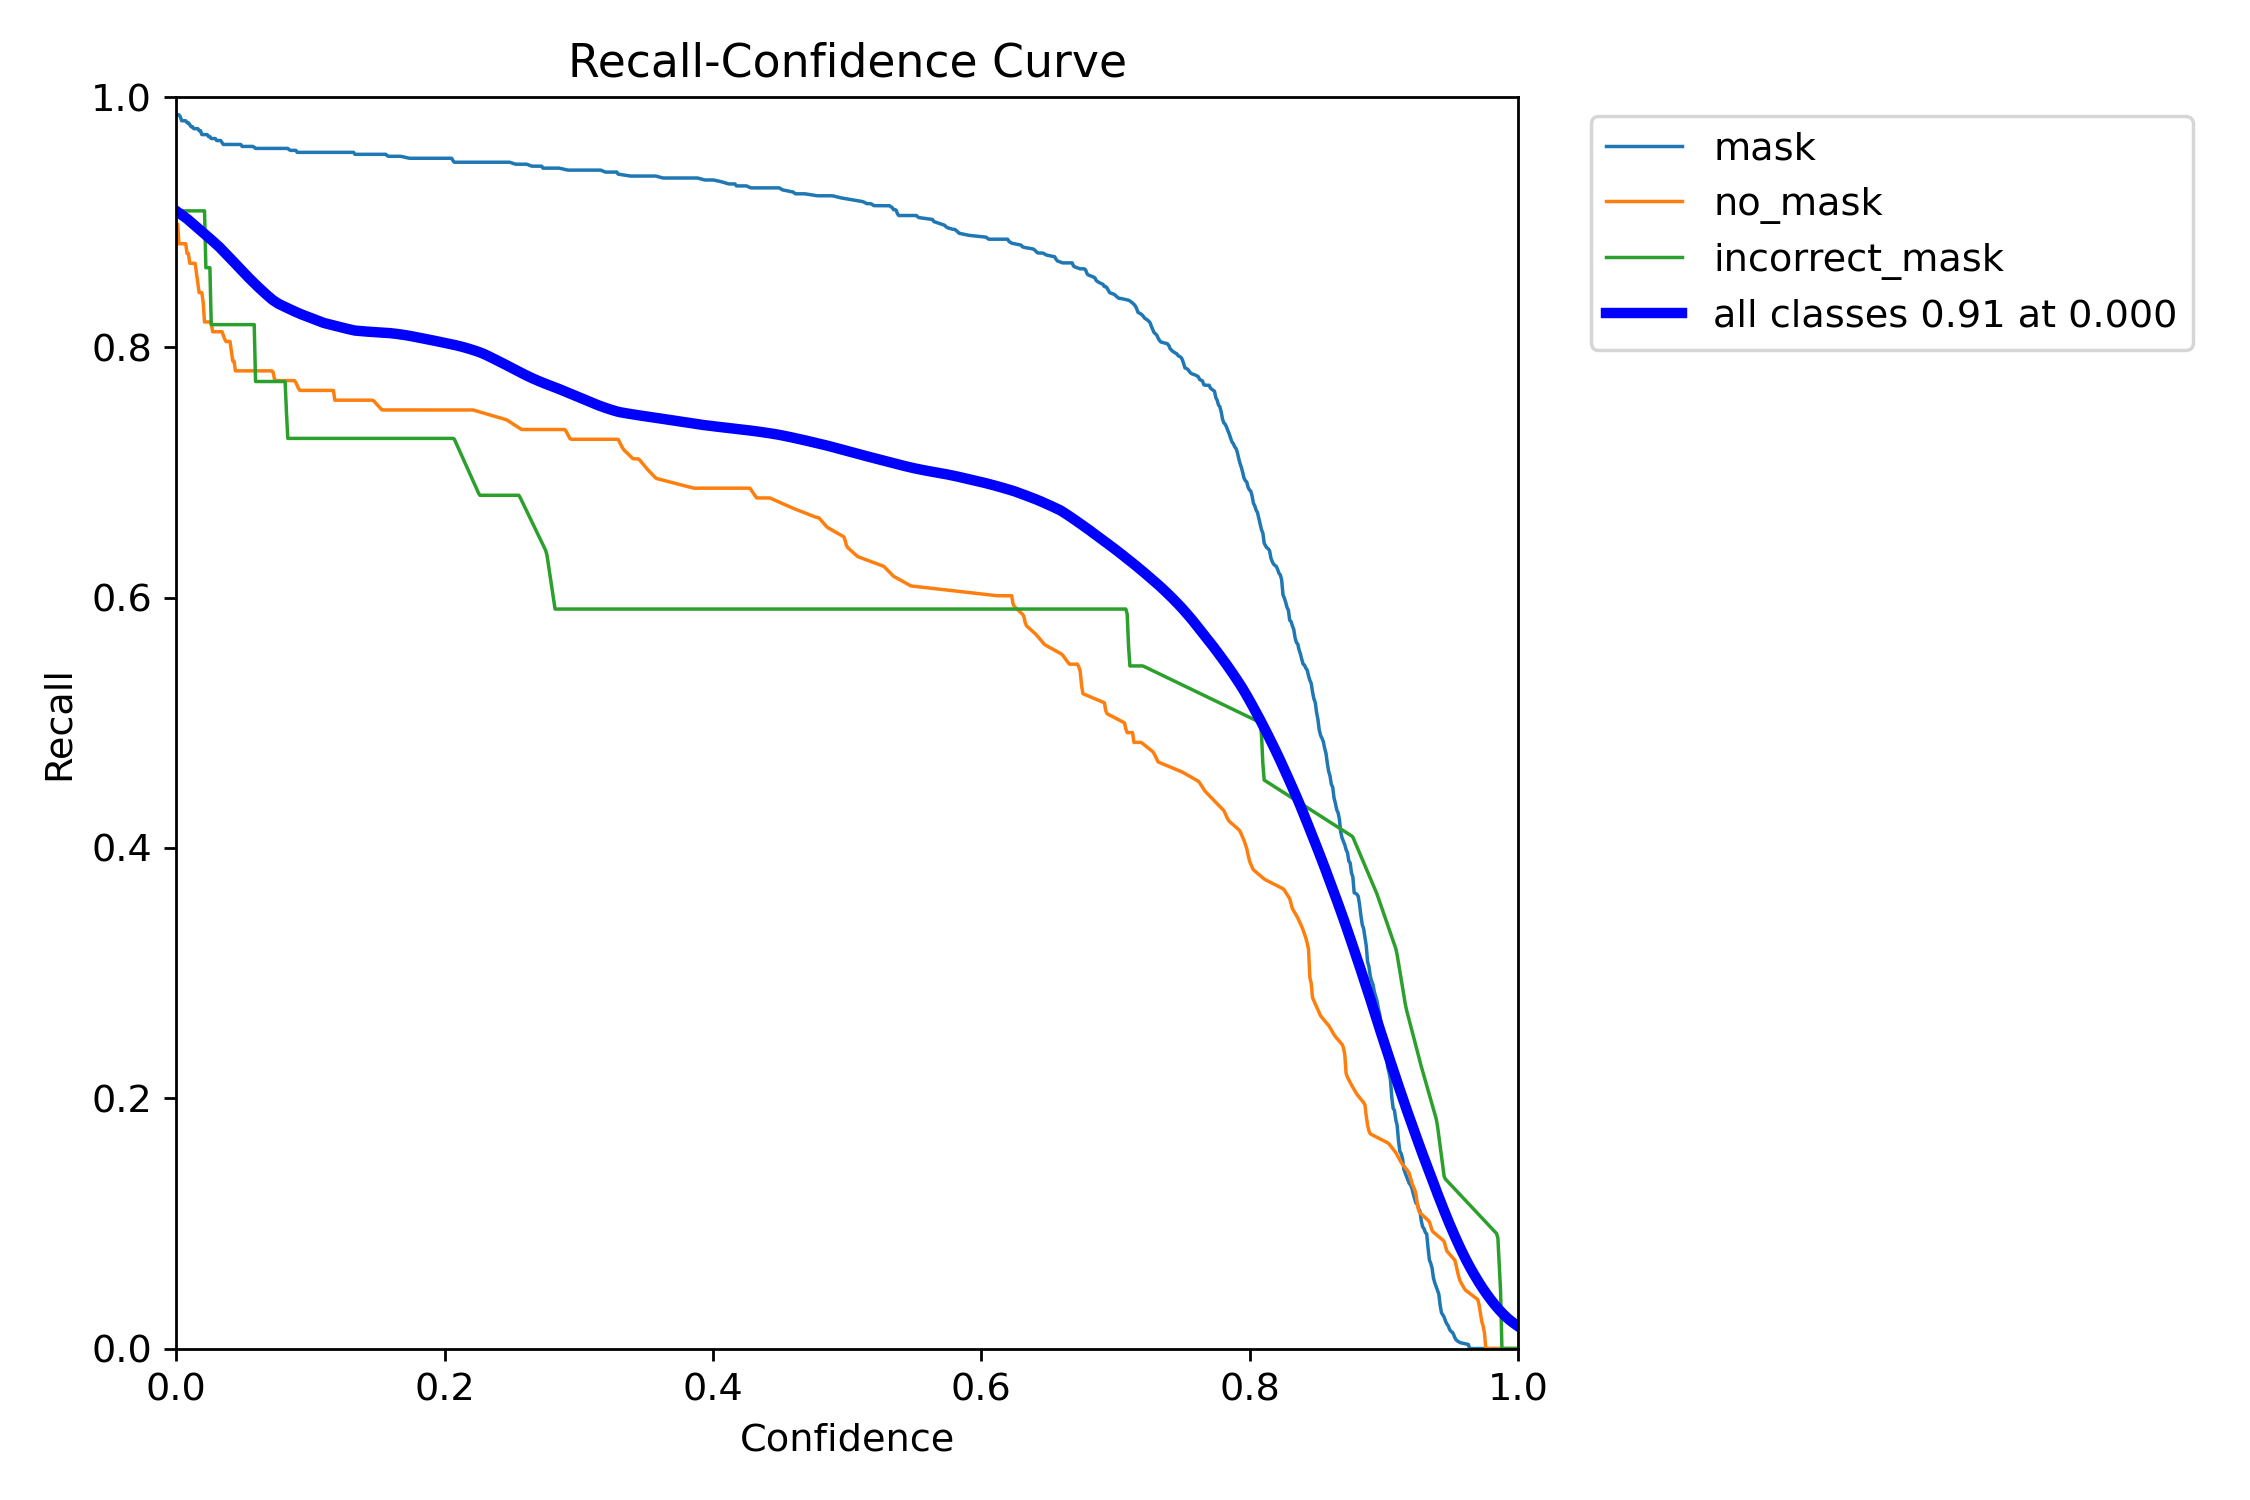 Recall-Confidence Curve
1.0
0.8
0.6
0.4
0.2
0.0
Recall
0.0 0.2 0.4 0.6 0.8 1.0
Confidence
mask
no_mask
incorrect_mask
all classes 0.91 at 0.000